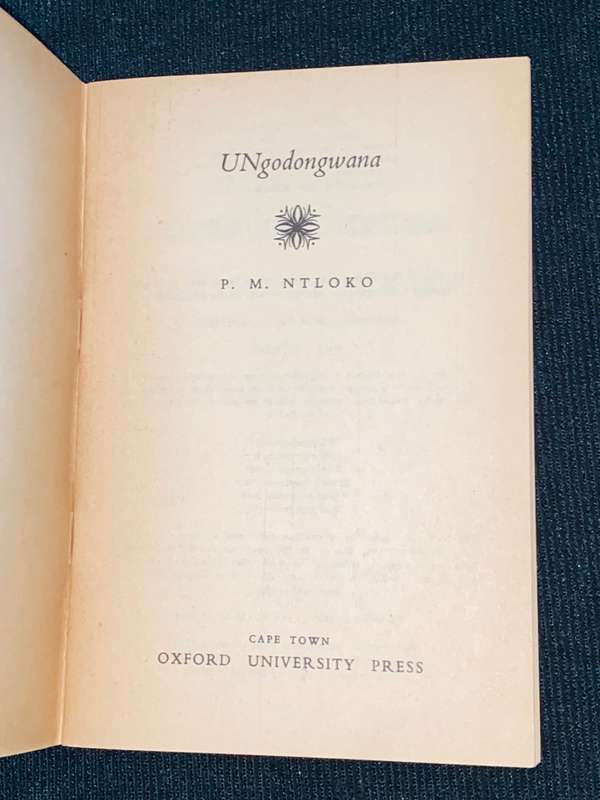 UNgodongwana
P. M. NTLOKO
CAPE TOWN
OXFORD UNIVERSITY PRESS